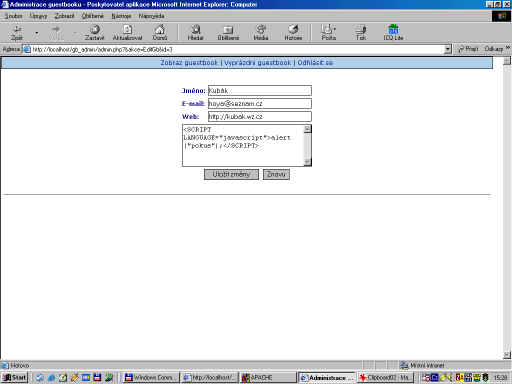 Administrace guestbooku - Poskytovatel aplikace Microsoft Internet Explorer: Computer
Soubor Úpravy Zobrazit Oblíbené Nástroje Nápověda
Zpět Vpřed Zastavit Aktualizovat Domů Hledat Oblíbené Média Historie Pošta Tisk ICQ Lite
Adresa http://localhost/gb_admin/admin.php?&akce=EditGb&id=3 Přejít Odkazy »
Zobraz guestbook | Vyprázdni guestbook | Odhlásit se
Jméno: Kubák
E-mail: hoya@seznam.cz
Web: http://kubak.wz.cz
<SCRIPT
LANGUAGE="javascript">alert
("pokus");</SCRIPT>
Uložit změny Znovu
Hotovo Místní intranet
Start Windows Comm... http://localhost/... APACHE Administrace ... Clipboard02 - Irfa... 15:28